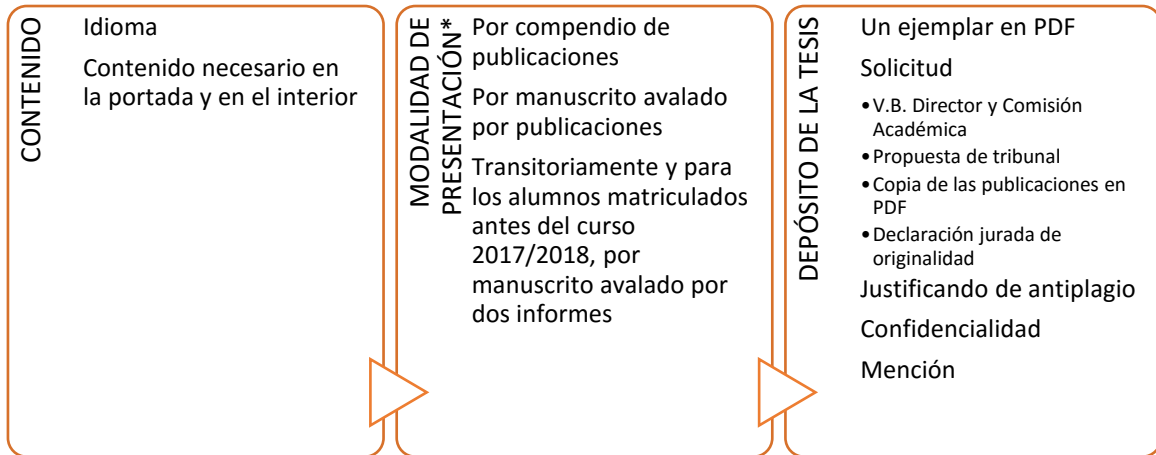 CONTENIDO
Idioma
Contenido necesario en
la portada y en el interior
MODALIDAD DE
PRESENTACIÓN*
Por compendio de
publicaciones
Por manuscrito avalado
por publicaciones
Transitoriamente y para
los alumnos matriculados
antes del curso
2017/2018, por
manuscrito avalado por
dos informes
DEPÓSITO DE LA TESIS
Un ejemplar en PDF
Solicitud
•V.B. Director y Comisión
Académica
•Propuesta de tribunal
•Copia de las publicaciones en
PDF
•Declaración jurada de
originalidad
Justificando de antiplagio
Confidencialidad
Mención